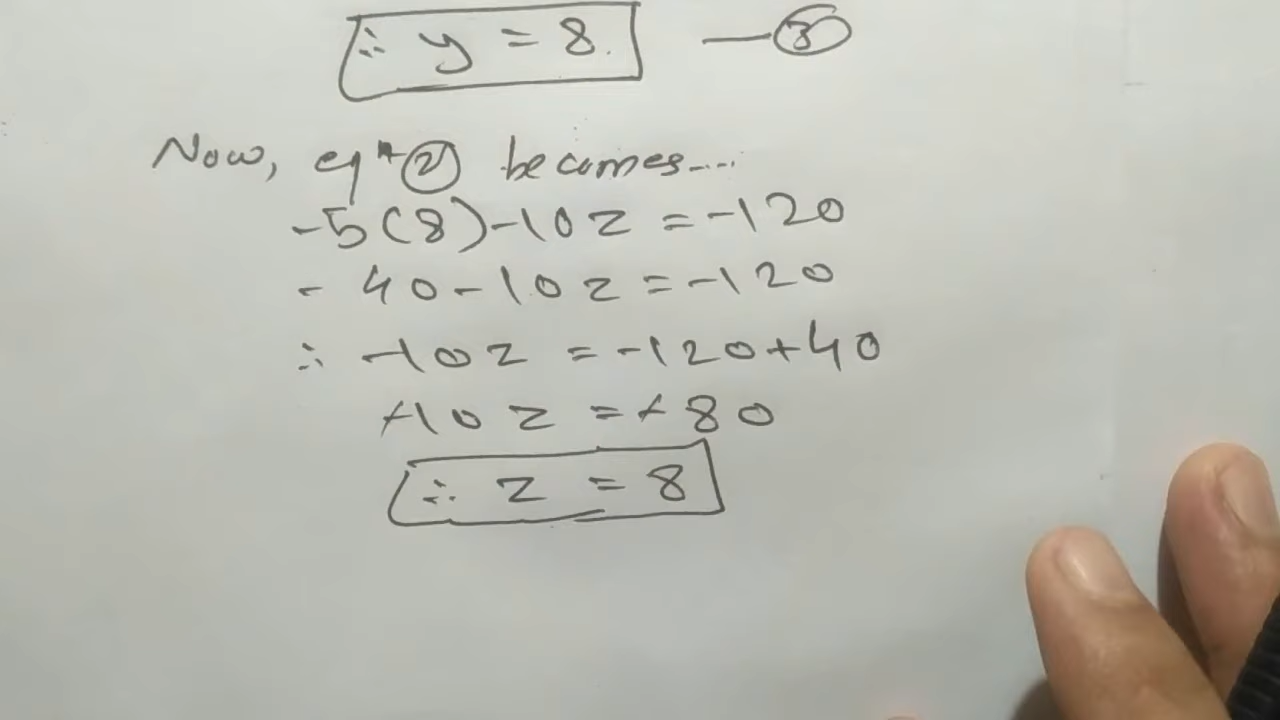 ∴ y = 8. —③
Now, eqn ② becomes....
-5(8)-10z = -120
- 40-10z = -120
∴ -10z = -120+40
+10z = +80
∴ z = 8